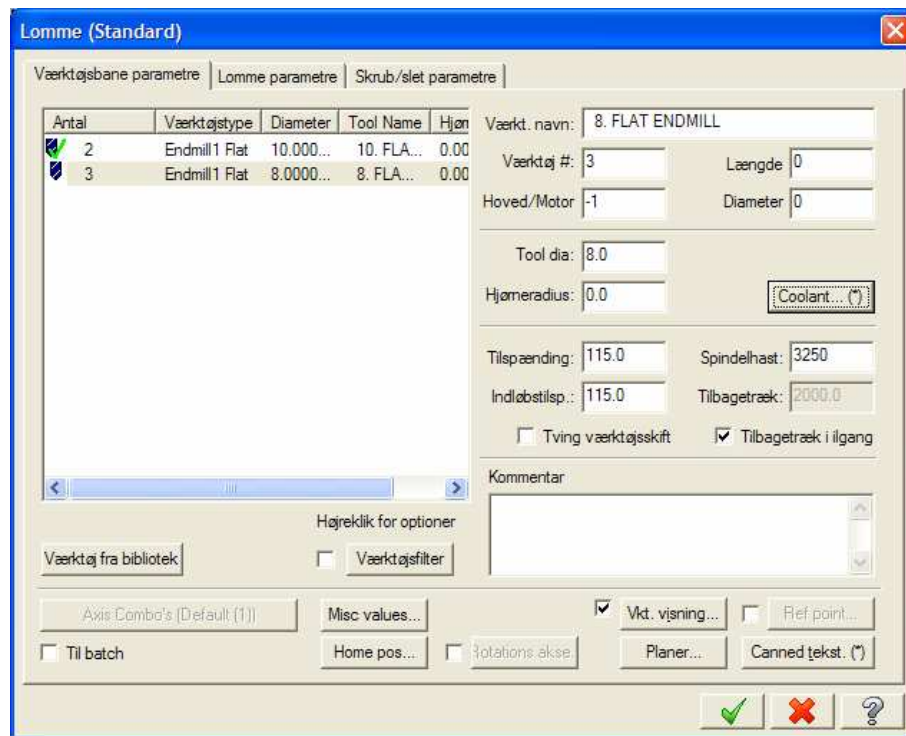 Lomme (Standard)
Værktøjsbane parametre Lomme parametre Skrub/slet parametre
Antal Værktøjstype Diameter Tool Name Hjørn
2 Endmill1 Flat 10.000... 10. FLA... 0.00
3 Endmill1 Flat 8.0000... 8. FLA... 0.00
Værkt. navn: 8. FLAT ENDMILL
Værktøj #: 3 Længde 0
Hoved/Motor -1 Diameter 0
Tool dia: 8.0
Hjørneradius: 0.0 Coolant... (*)
Tilspænding: 115.0 Spindelhast: 3250
Indløbstilsp.: 115.0 Tilbagetræk: 2000.0
Tving værktøjsskift Tilbagetræk i ilgang
Kommentar
Højreklik for optioner
Værktøj fra bibliotek Værktøjsfilter
Axis Combo's (Default (1)) Misc values... Vkt. visning... Ref point...
Til batch Home pos... Rotations akse. Planer... Canned tekst. (*)